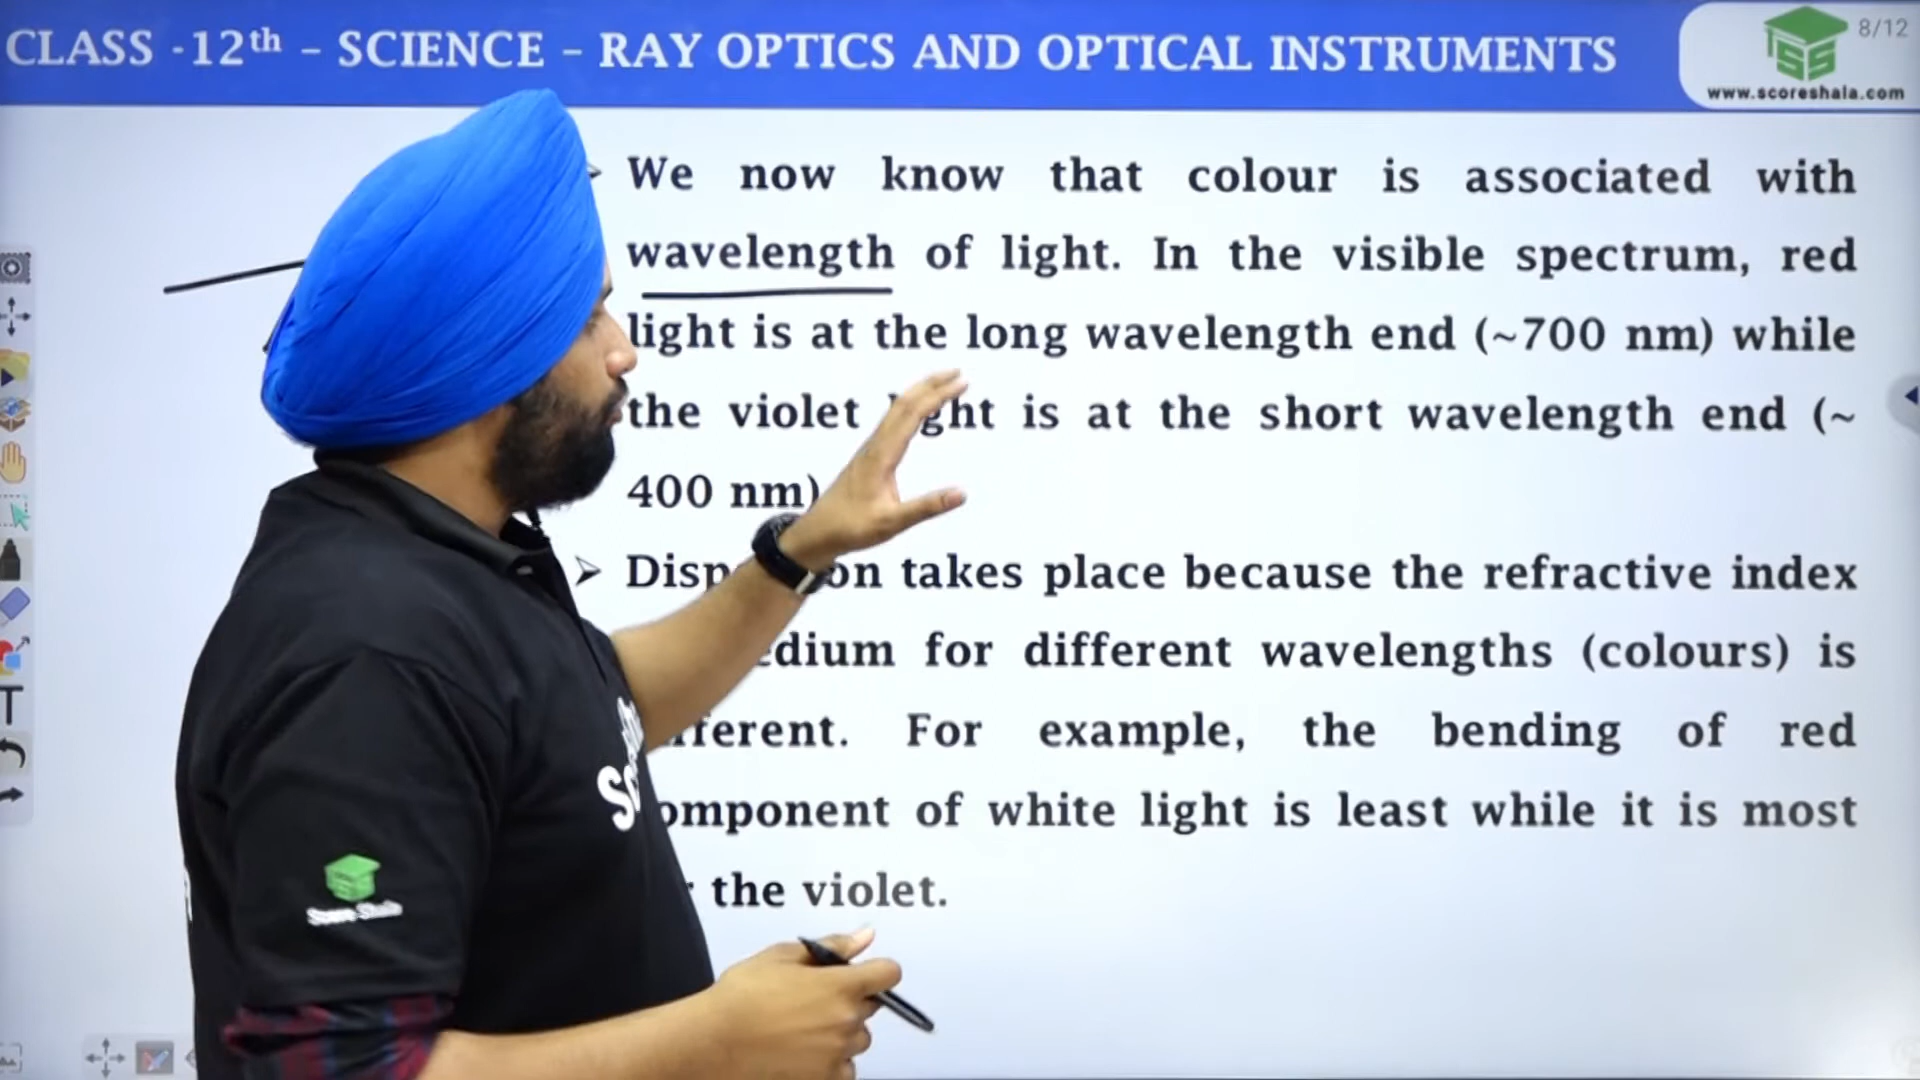 CLASS -12th – SCIENCE – RAY OPTICS AND OPTICAL INSTRUMENTS
8/12
www.scoreshala.com
We now know that colour is associated with
wavelength of light. In the visible spectrum, red
light is at the long wavelength end (~700 nm) while
the violet light is at the short wavelength end (~
400 nm)
takes place because the refractive index
for different wavelengths (colours) is
For example, the bending of red
of white light is least while it is most
the violet.
Score Shala